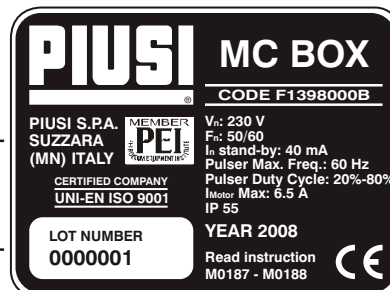 PIUSI
®
MC BOX
CODE F1398000B
PIUSI S.P.A.
SUZZARA
(MN) ITALY
MEMBER
PEI
CERTIFIED COMPANY
UNI-EN ISO 9001
LOT NUMBER
0000001
Vn: 230 V
Fn: 50/60
In stand-by: 40 mA
Pulser Max. Freq.: 60 Hz
Pulser Duty Cycle: 20%-80%
IMotor Max: 6.5 A
IP 55
YEAR 2008
Read instruction
M0187 - M0188
CE